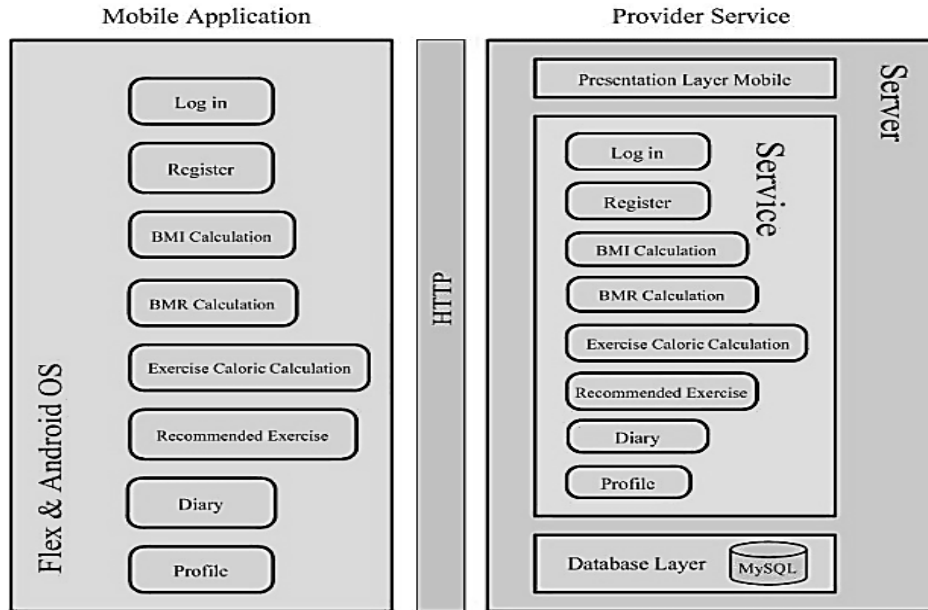 Mobile Application
Log in
Register
BMI Calculation
BMR Calculation
Exercise Caloric Calculation
Recommended Exercise
Diary
Profile
Flex & Android OS
HTTP
Provider Service
Server
Presentation Layer Mobile
Service
Log in
Register
BMI Calculation
BMR Calculation
Exercise Caloric Calculation
Recommended Exercise
Diary
Profile
Database Layer
MySQL